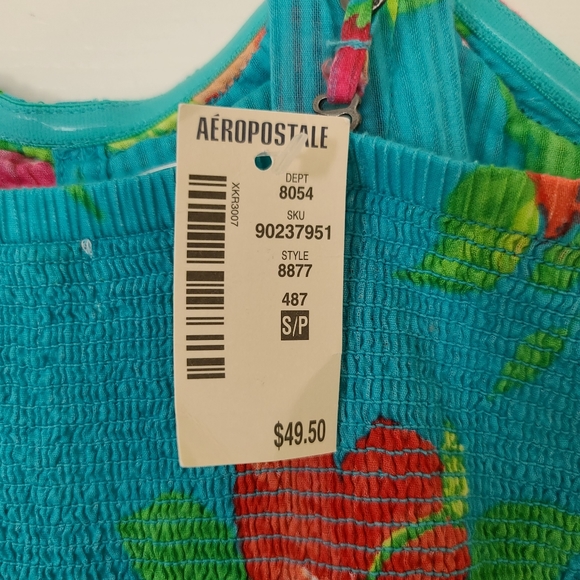 AÉROPOSTALE
DEPT
8054
SKU
90237951
STYLE
8877
487
S/P
$49.50
XKR3007